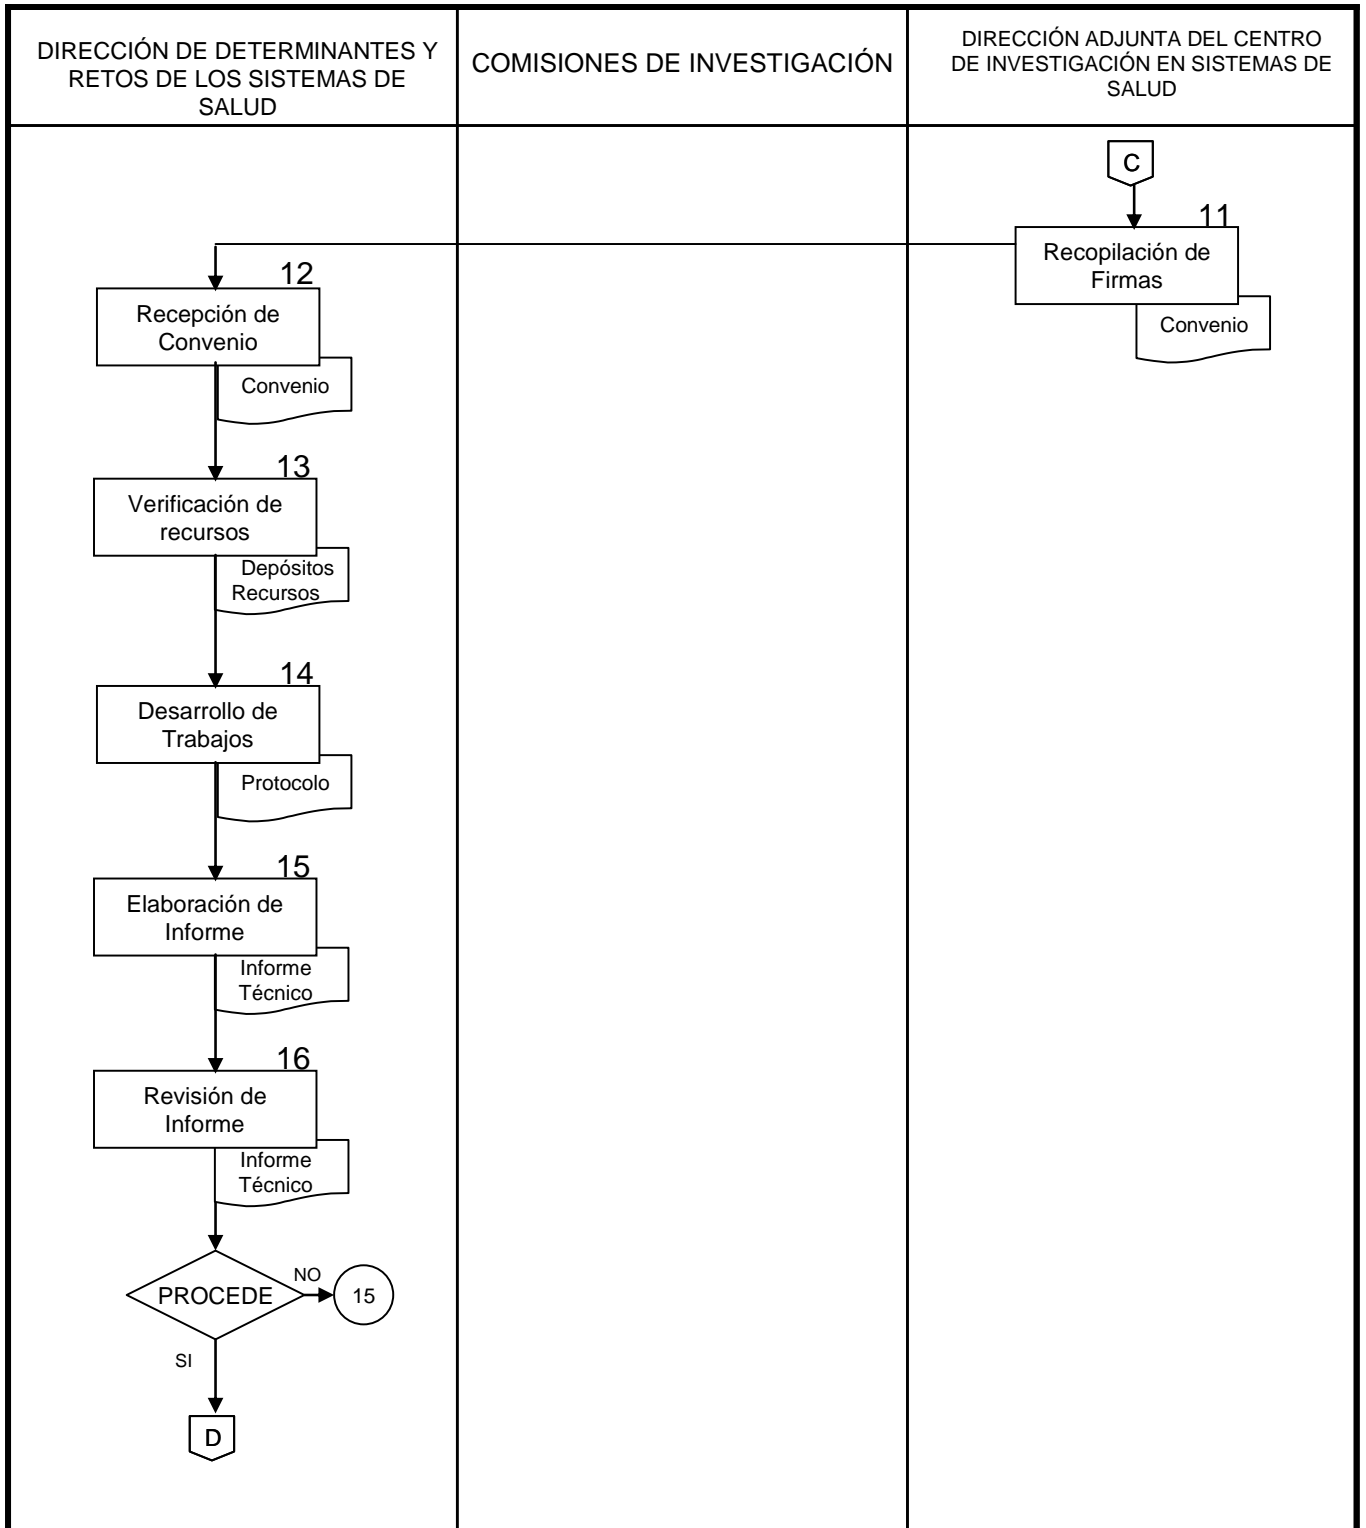 DIRECCIÓN DE DETERMINANTES Y
RETOS DE LOS SISTEMAS DE
SALUD
COMISIONES DE INVESTIGACIÓN
DIRECCIÓN ADJUNTA DEL CENTRO
DE INVESTIGACIÓN EN SISTEMAS DE
SALUD
C
11
Recopilación de
Firmas
Convenio
12
Recepción de
Convenio
Convenio
13
Verificación de
recursos
Depósitos
Recursos
14
Desarrollo de
Trabajos
Protocolo
15
Elaboración de
Informe
Informe
Técnico
16
Revisión de
Informe
Informe
Técnico
PROCEDE
NO
15
SI
D